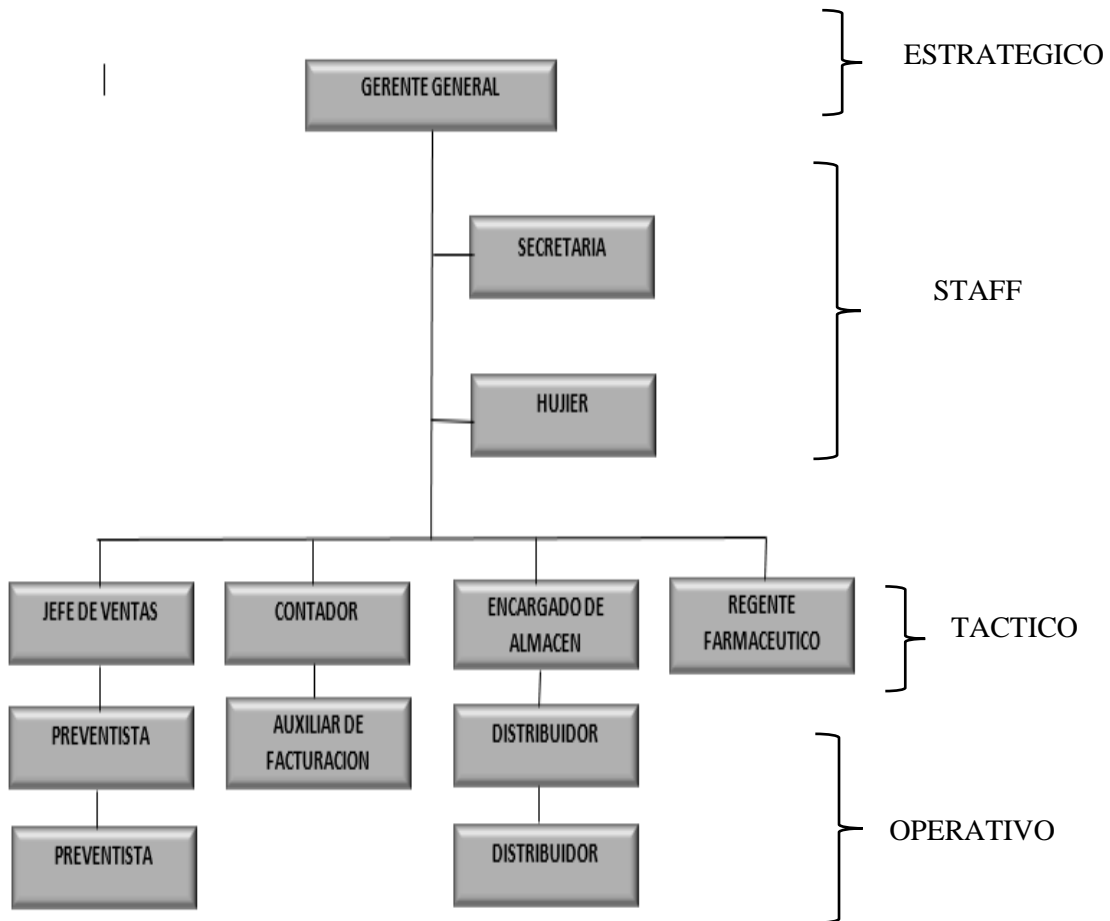 ESTRATEGICO
GERENTE GENERAL
SECRETARIA
STAFF
HUJIER
JEFE DE VENTAS
CONTADOR
ENCARGADO DE
ALMACEN
REGENTE
FARMACEUTICO
TACTICO
PREVENTISTA
AUXILIAR DE
FACTURACION
DISTRIBUIDOR
OPERATIVO
PREVENTISTA
DISTRIBUIDOR